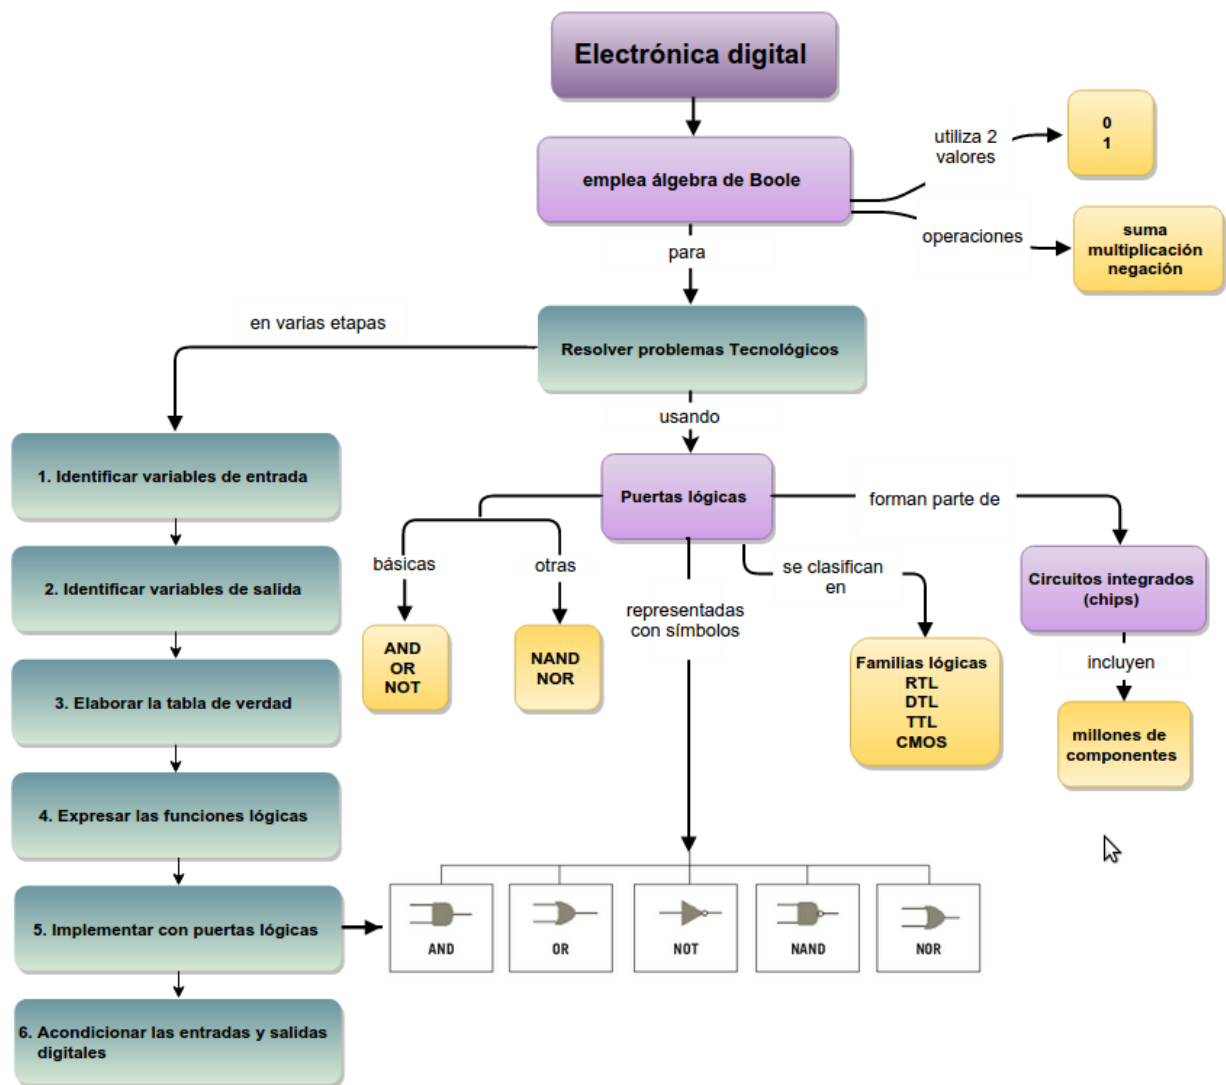 Electrónica digital
emplea álgebra de Boole
utiliza 2
valores
0
1
operaciones
suma
multiplicación
negación
para
Resolver problemas Tecnológicos
en varias etapas
1. Identificar variables de entrada
2. Identificar variables de salida
3. Elaborar la tabla de verdad
4. Expresar las funciones lógicas
5. Implementar con puertas lógicas
6. Acondicionar las entradas y salidas
digitales
usando
Puertas lógicas
básicas
AND
OR
NOT
otras
NAND
NOR
representadas
con símbolos
se clasifican
en
Familias lógicas
RTL
DTL
TTL
CMOS
forman parte de
Circuitos integrados
(chips)
incluyen
millones de
componentes
AND
OR
NOT
NAND
NOR